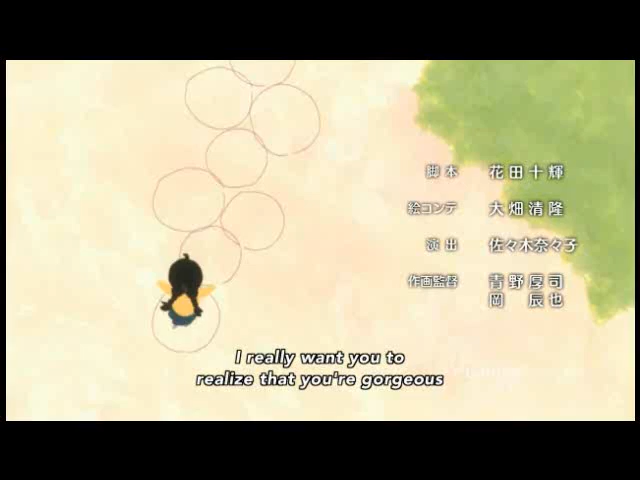 脚本 花田十輝
絵コンテ 大畑清隆
演出 佐々木奈々子
作画監督 青野厚司
岡 辰也
I really want you to
realize that you're gorgeous